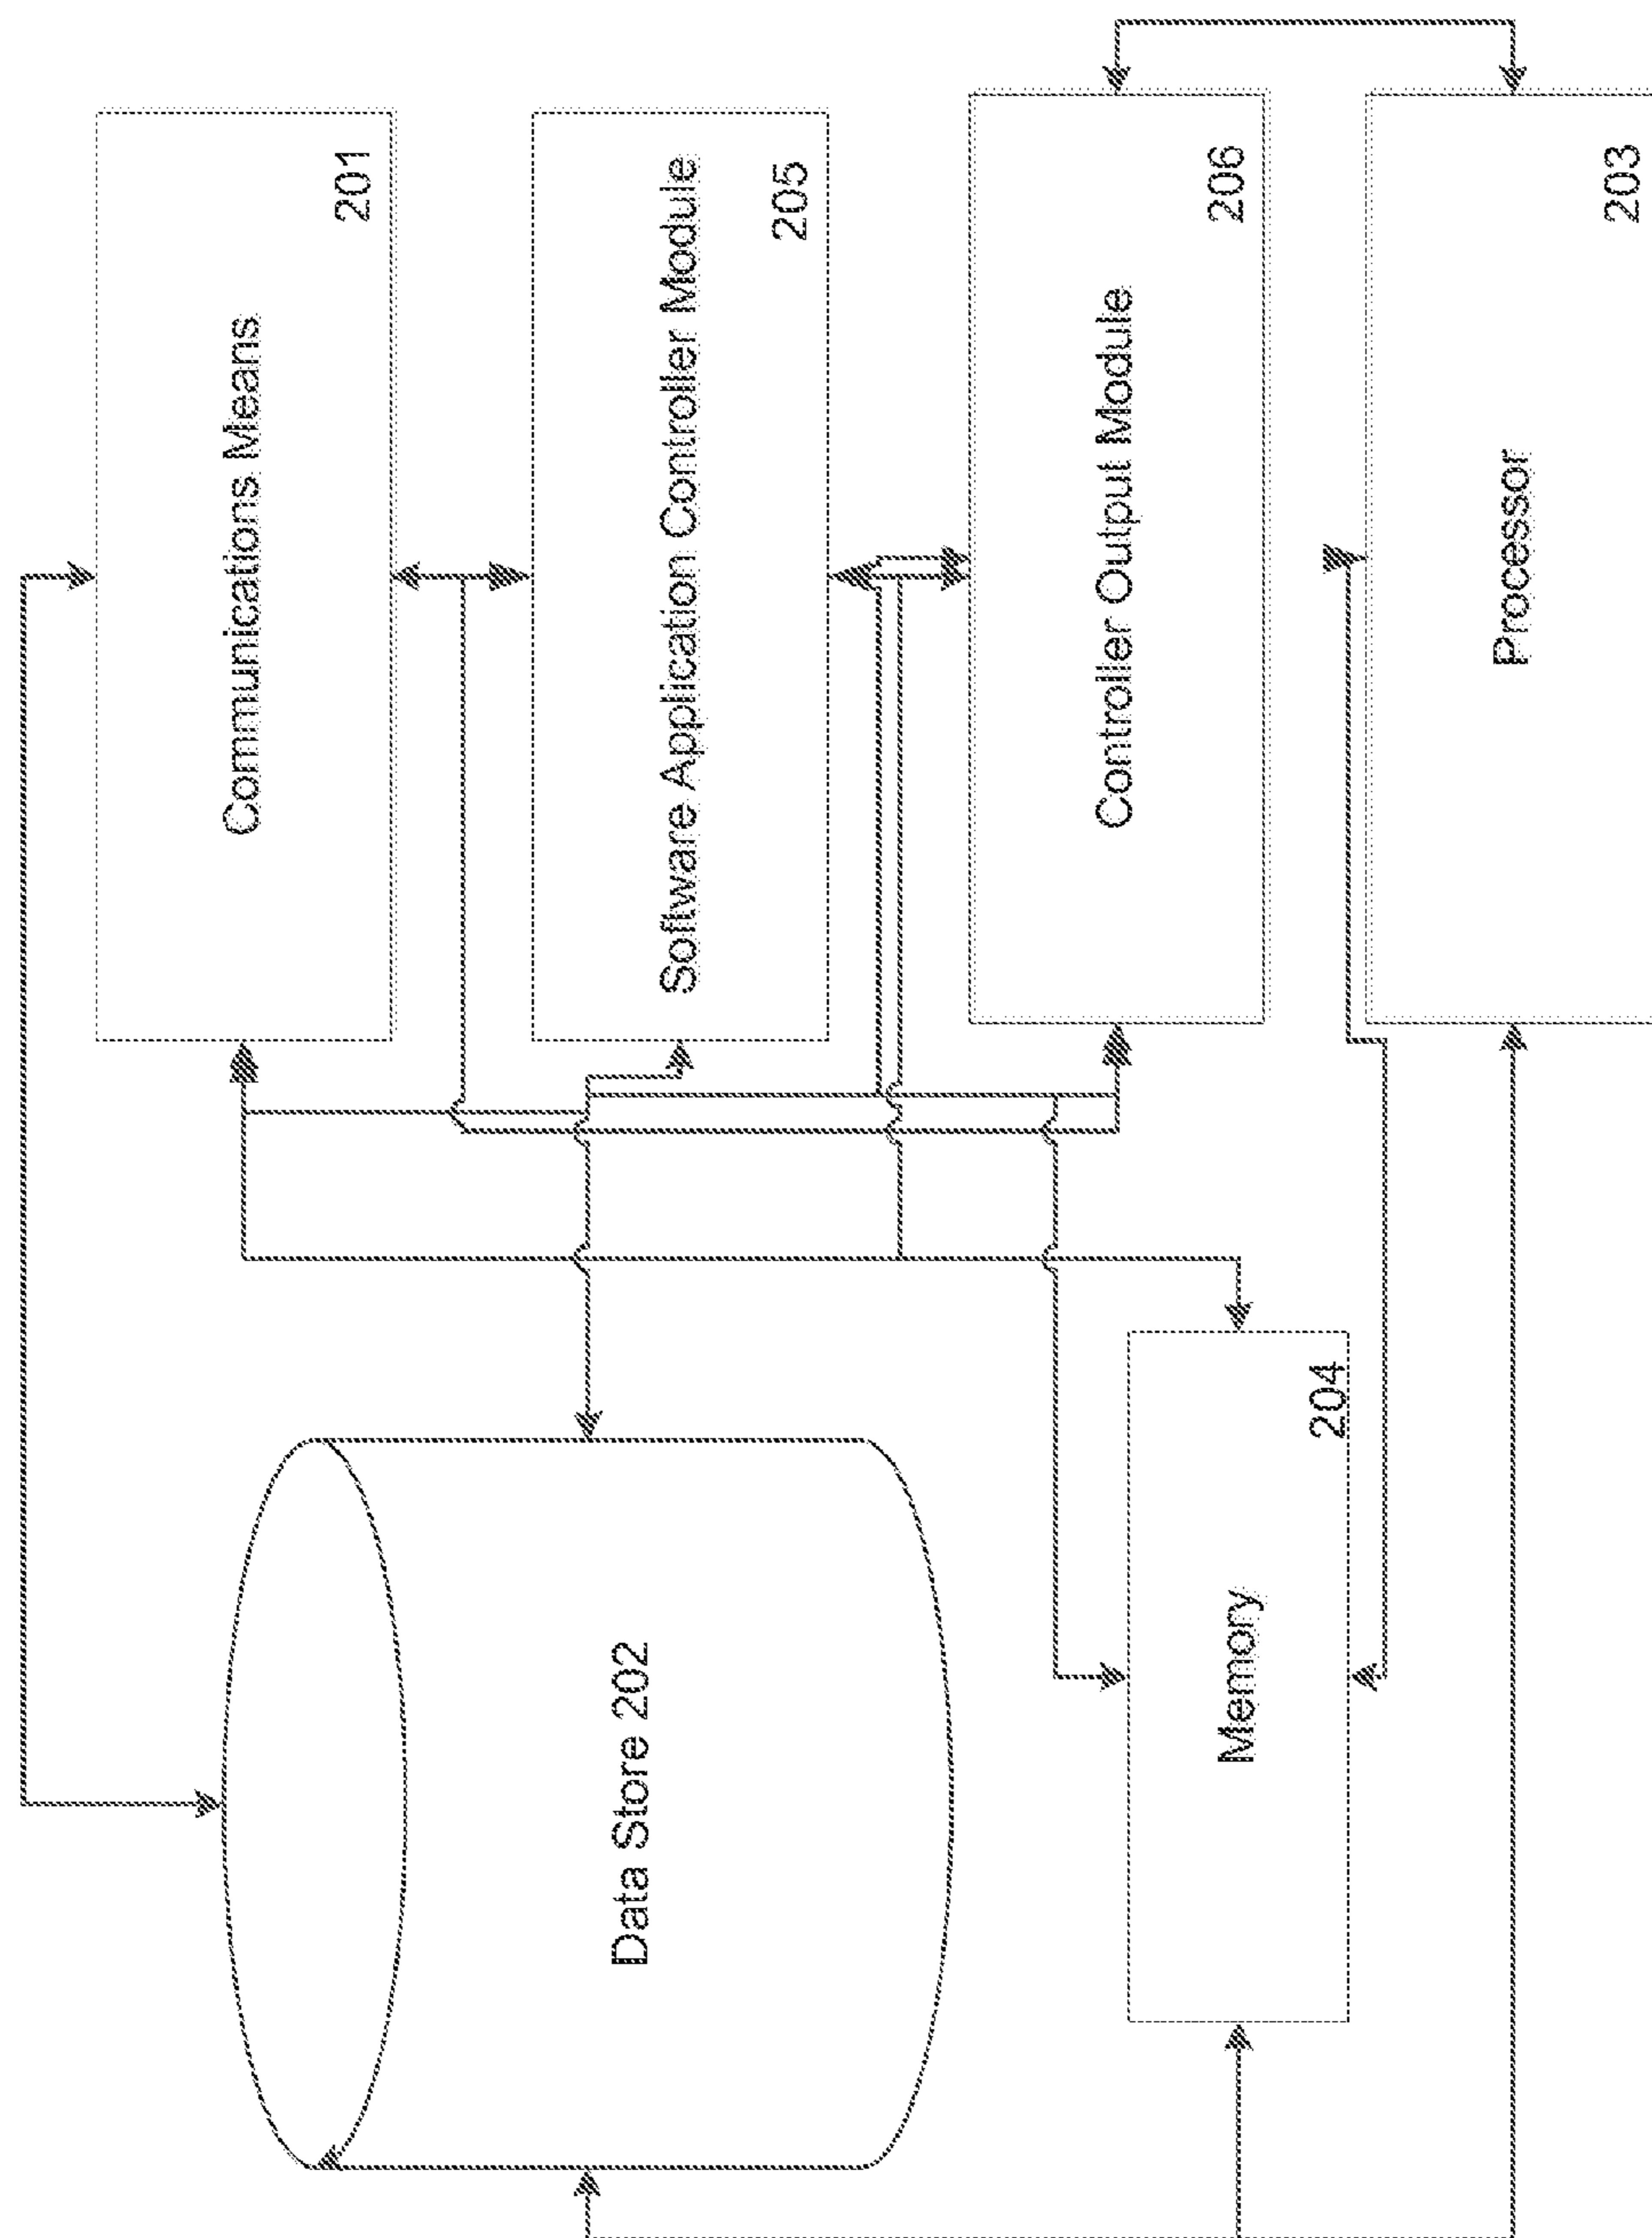 Communications Means
201
Software Application Controller Module
205
Controller Output Module
206
Processor
203
Data Store 202
Memory
204